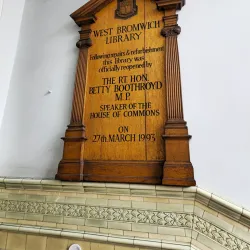 WEST BROMWICH
LIBRARY
Following repairs & refurbishment
this library was
officially reopened by
THE RT HON.
BETTY BOOTHROYD
M.P.
SPEAKER OF THE
HOUSE OF COMMONS
ON
27th MARCH 1993